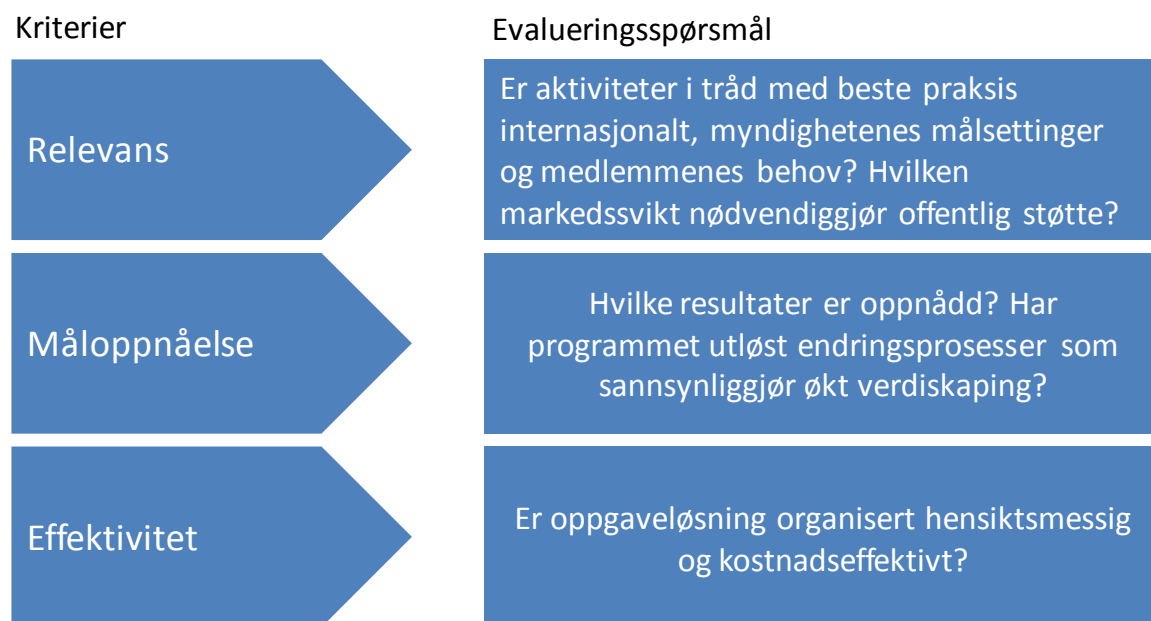 Kriterier
Evalueringsspørsmål
Relevans
Er aktiviteter i tråd med beste praksis
internasjonalt, myndighetenes målsettinger
og medlemmenes behov? Hvilken
markedssvikt nødvendiggjør offentlig støtte?
Måloppnåelse
Hvilke resultater er oppnådd? Har
programmet utløst endringsprosesser som
sannsynliggjør økt verdiskaping?
Effektivitet
Er oppgaveløsning organisert hensiktsmessig
og kostnadseffektivt?